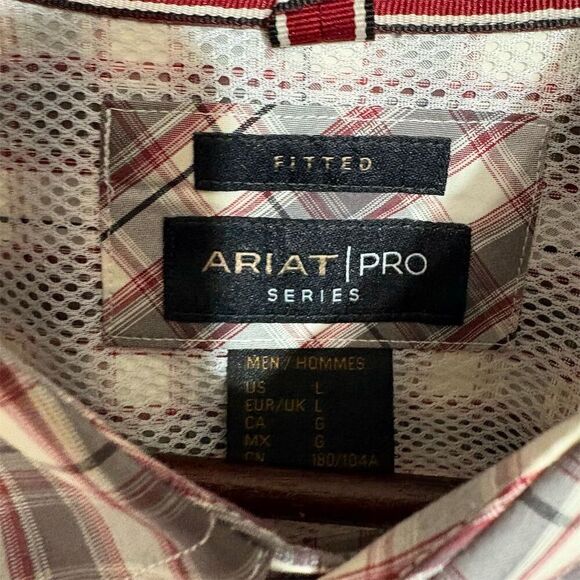 FITTED
ARIAT | PRO
SERIES
MEN / HOMMES
US L
EUR/UK L
CA G
MX G
CN 180/104A